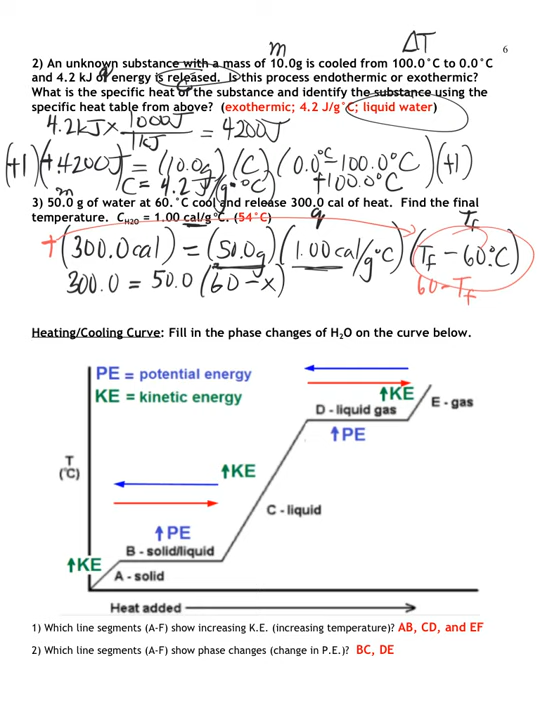 m
ΔT
6
2) An unknown substance with a mass of 10.0g is cooled from 100.0˚C to 0.0˚C
and 4.2 kJ of energy is released. Is this process endothermic or exothermic?
What is the specific heat of the substance and identify the substance using the
specific heat table from above? (exothermic; 4.2 J/g˚C; liquid water)
4.2kJ × 1000J / 1kJ = 4200J
(+1)(+4200J = (10.0g)(C)(0.0°C - 100.0°C)(+1)
C = 4.2 J/g·°C)
+100.0°C
m
3) 50.0 g of water at 60.˚C cool and release 300.0 cal of heat. Find the final
q
Tf
temperature. CH2O = 1.00 cal/g˚C. (54˚C)
+(300.0cal) = (50.0g)(1.00cal/g°C)(Tf - 60.°C)
300.0 = 50.0 (60 - x)
60 - Tf
Heating/Cooling Curve: Fill in the phase changes of H2O on the curve below.
PE = potential energy
KE = kinetic energy
↑KE
E - gas
D - liquid gas
↑PE
T
(°C)
↑KE
C - liquid
↑PE
B - solid/liquid
↑KE
A - solid
Heat added
1) Which line segments (A-F) show increasing K.E. (increasing temperature)? AB, CD, and EF
2) Which line segments (A-F) show phase changes (change in P.E.)? BC, DE